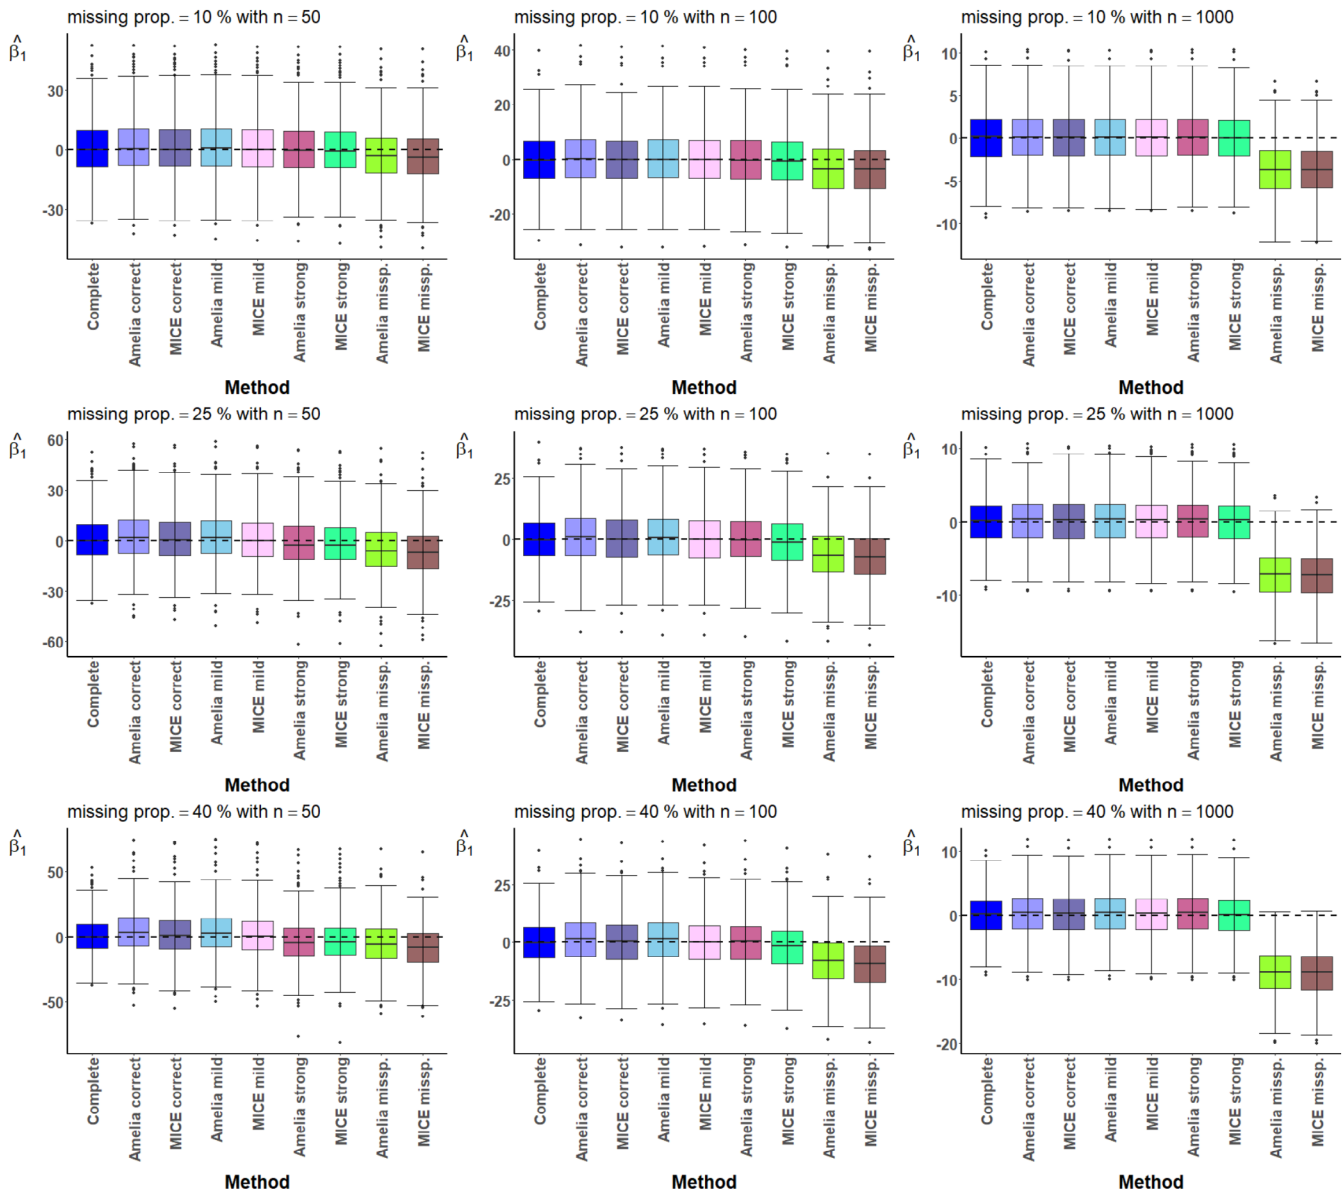 missing prop. = 10 % with n = 50
β̂1
30
0
-30
Complete
Amelia correct
MICE correct
Amelia mild
MICE mild
Amelia strong
MICE strong
Amelia missp.
MICE missp.
Method
missing prop. = 10 % with n = 100
β̂1
40
20
0
-20
Complete
Amelia correct
MICE correct
Amelia mild
MICE mild
Amelia strong
MICE strong
Amelia missp.
MICE missp.
Method
missing prop. = 10 % with n = 1000
β̂1
10
5
0
-5
-10
Complete
Amelia correct
MICE correct
Amelia mild
MICE mild
Amelia strong
MICE strong
Amelia missp.
MICE missp.
Method
missing prop. = 25 % with n = 50
β̂1
60
30
0
-30
-60
Complete
Amelia correct
MICE correct
Amelia mild
MICE mild
Amelia strong
MICE strong
Amelia missp.
MICE missp.
Method
missing prop. = 25 % with n = 100
β̂1
25
0
-25
Complete
Amelia correct
MICE correct
Amelia mild
MICE mild
Amelia strong
MICE strong
Amelia missp.
MICE missp.
Method
missing prop. = 25 % with n = 1000
β̂1
10
0
-10
Complete
Amelia correct
MICE correct
Amelia mild
MICE mild
Amelia strong
MICE strong
Amelia missp.
MICE missp.
Method
missing prop. = 40 % with n = 50
β̂1
50
0
-50
Complete
Amelia correct
MICE correct
Amelia mild
MICE mild
Amelia strong
MICE strong
Amelia missp.
MICE missp.
Method
missing prop. = 40 % with n = 100
β̂1
25
0
-25
Complete
Amelia correct
MICE correct
Amelia mild
MICE mild
Amelia strong
MICE strong
Amelia missp.
MICE missp.
Method
missing prop. = 40 % with n = 1000
β̂1
10
0
-10
-20
Complete
Amelia correct
MICE correct
Amelia mild
MICE mild
Amelia strong
MICE strong
Amelia missp.
MICE missp.
Method